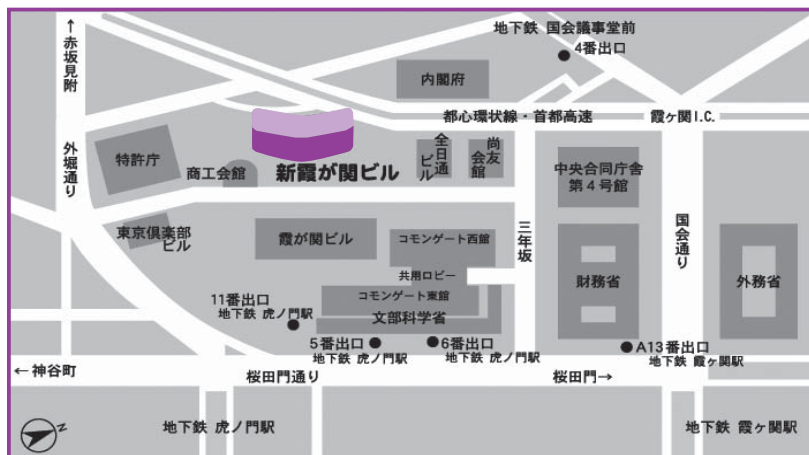 地下鉄 国会議事堂前
4番出口
←赤坂見附
内閣府
都心環状線・首都高速
霞ヶ関I.C.
外堀通り
特許庁
商工会館
新霞が関ビル
全日通
ビル
尚友
会館
中央合同庁舎
第4号館
東京倶楽部
ビル
霞が関ビル
コモンゲート西館
共用ロビー
コモンゲート東館
文部科学省
三年坂
財務省
国会通り
外務省
11番出口
地下鉄 虎ノ門駅
5番出口
地下鉄 虎ノ門駅
6番出口
地下鉄 虎ノ門駅
A13番出口
地下鉄 霞ヶ関駅
←神谷町
桜田門通り
桜田門→
地下鉄 虎ノ門駅
地下鉄 霞ヶ関駅
N